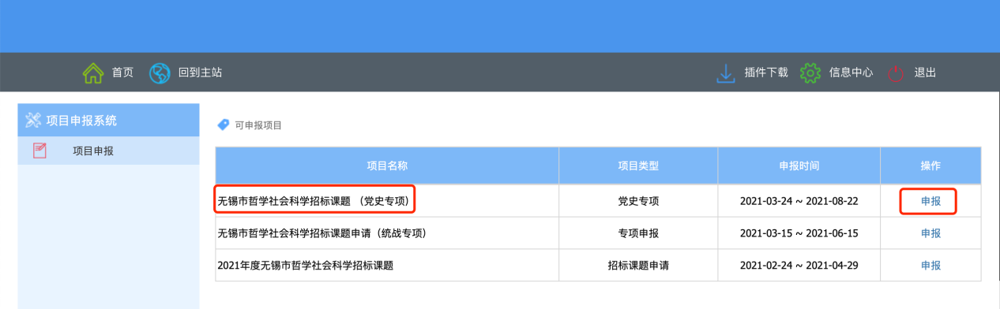 首页 回到主站 插件下载 信息中心 退出
项目申报系统
项目申报
可申报项目
项目名称 项目类型 申报时间 操作
无锡市哲学社会科学招标课题 （党史专项） 党史专项 2021-03-24 ~ 2021-08-22 申报
无锡市哲学社会科学招标课题申请（统战专项） 专项申报 2021-03-15 ~ 2021-06-15 申报
2021年度无锡市哲学社会科学招标课题 招标课题申请 2021-02-24 ~ 2021-04-29 申报